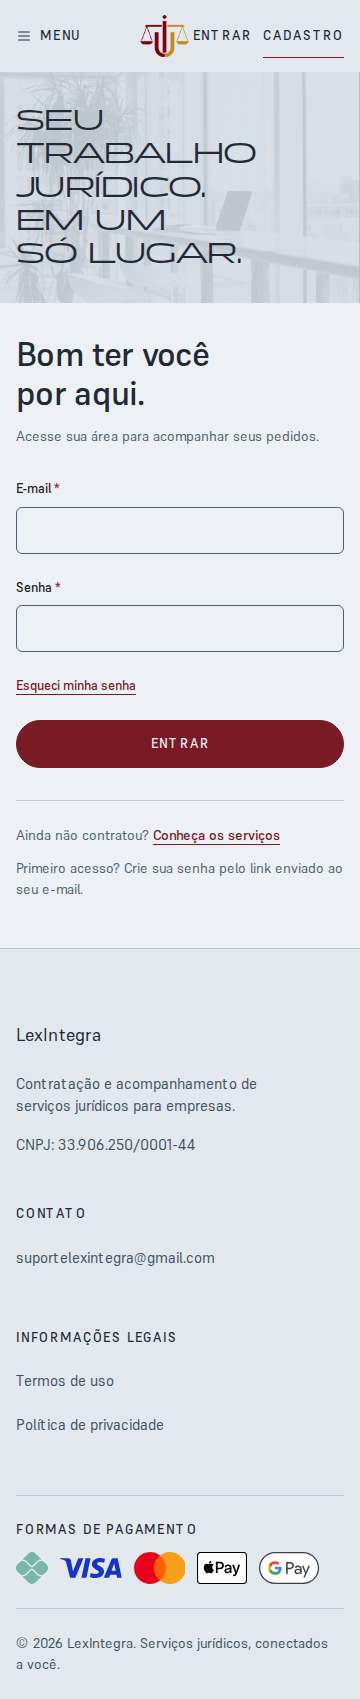 MENU
ENTRAR CADASTRO
SEU
TRABALHO
JURÍDICO.
EM UM
SÓ LUGAR.
Bom ter você
por aqui.
Acesse sua área para acompanhar seus pedidos.
E-mail *
Senha *
Esqueci minha senha
ENTRAR
Ainda não contratou? Conheça os serviços
Primeiro acesso? Crie sua senha pelo link enviado ao
seu e-mail.
LexIntegra
Contratação e acompanhamento de
serviços jurídicos para empresas.
CNPJ: 33.906.250/0001-44
CONTATO
suportelexintegra@gmail.com
INFORMAÇÕES LEGAIS
Termos de uso
Política de privacidade
FORMAS DE PAGAMENTO
VISA Pay G Pay
© 2026 LexIntegra. Serviços jurídicos, conectados
a você.